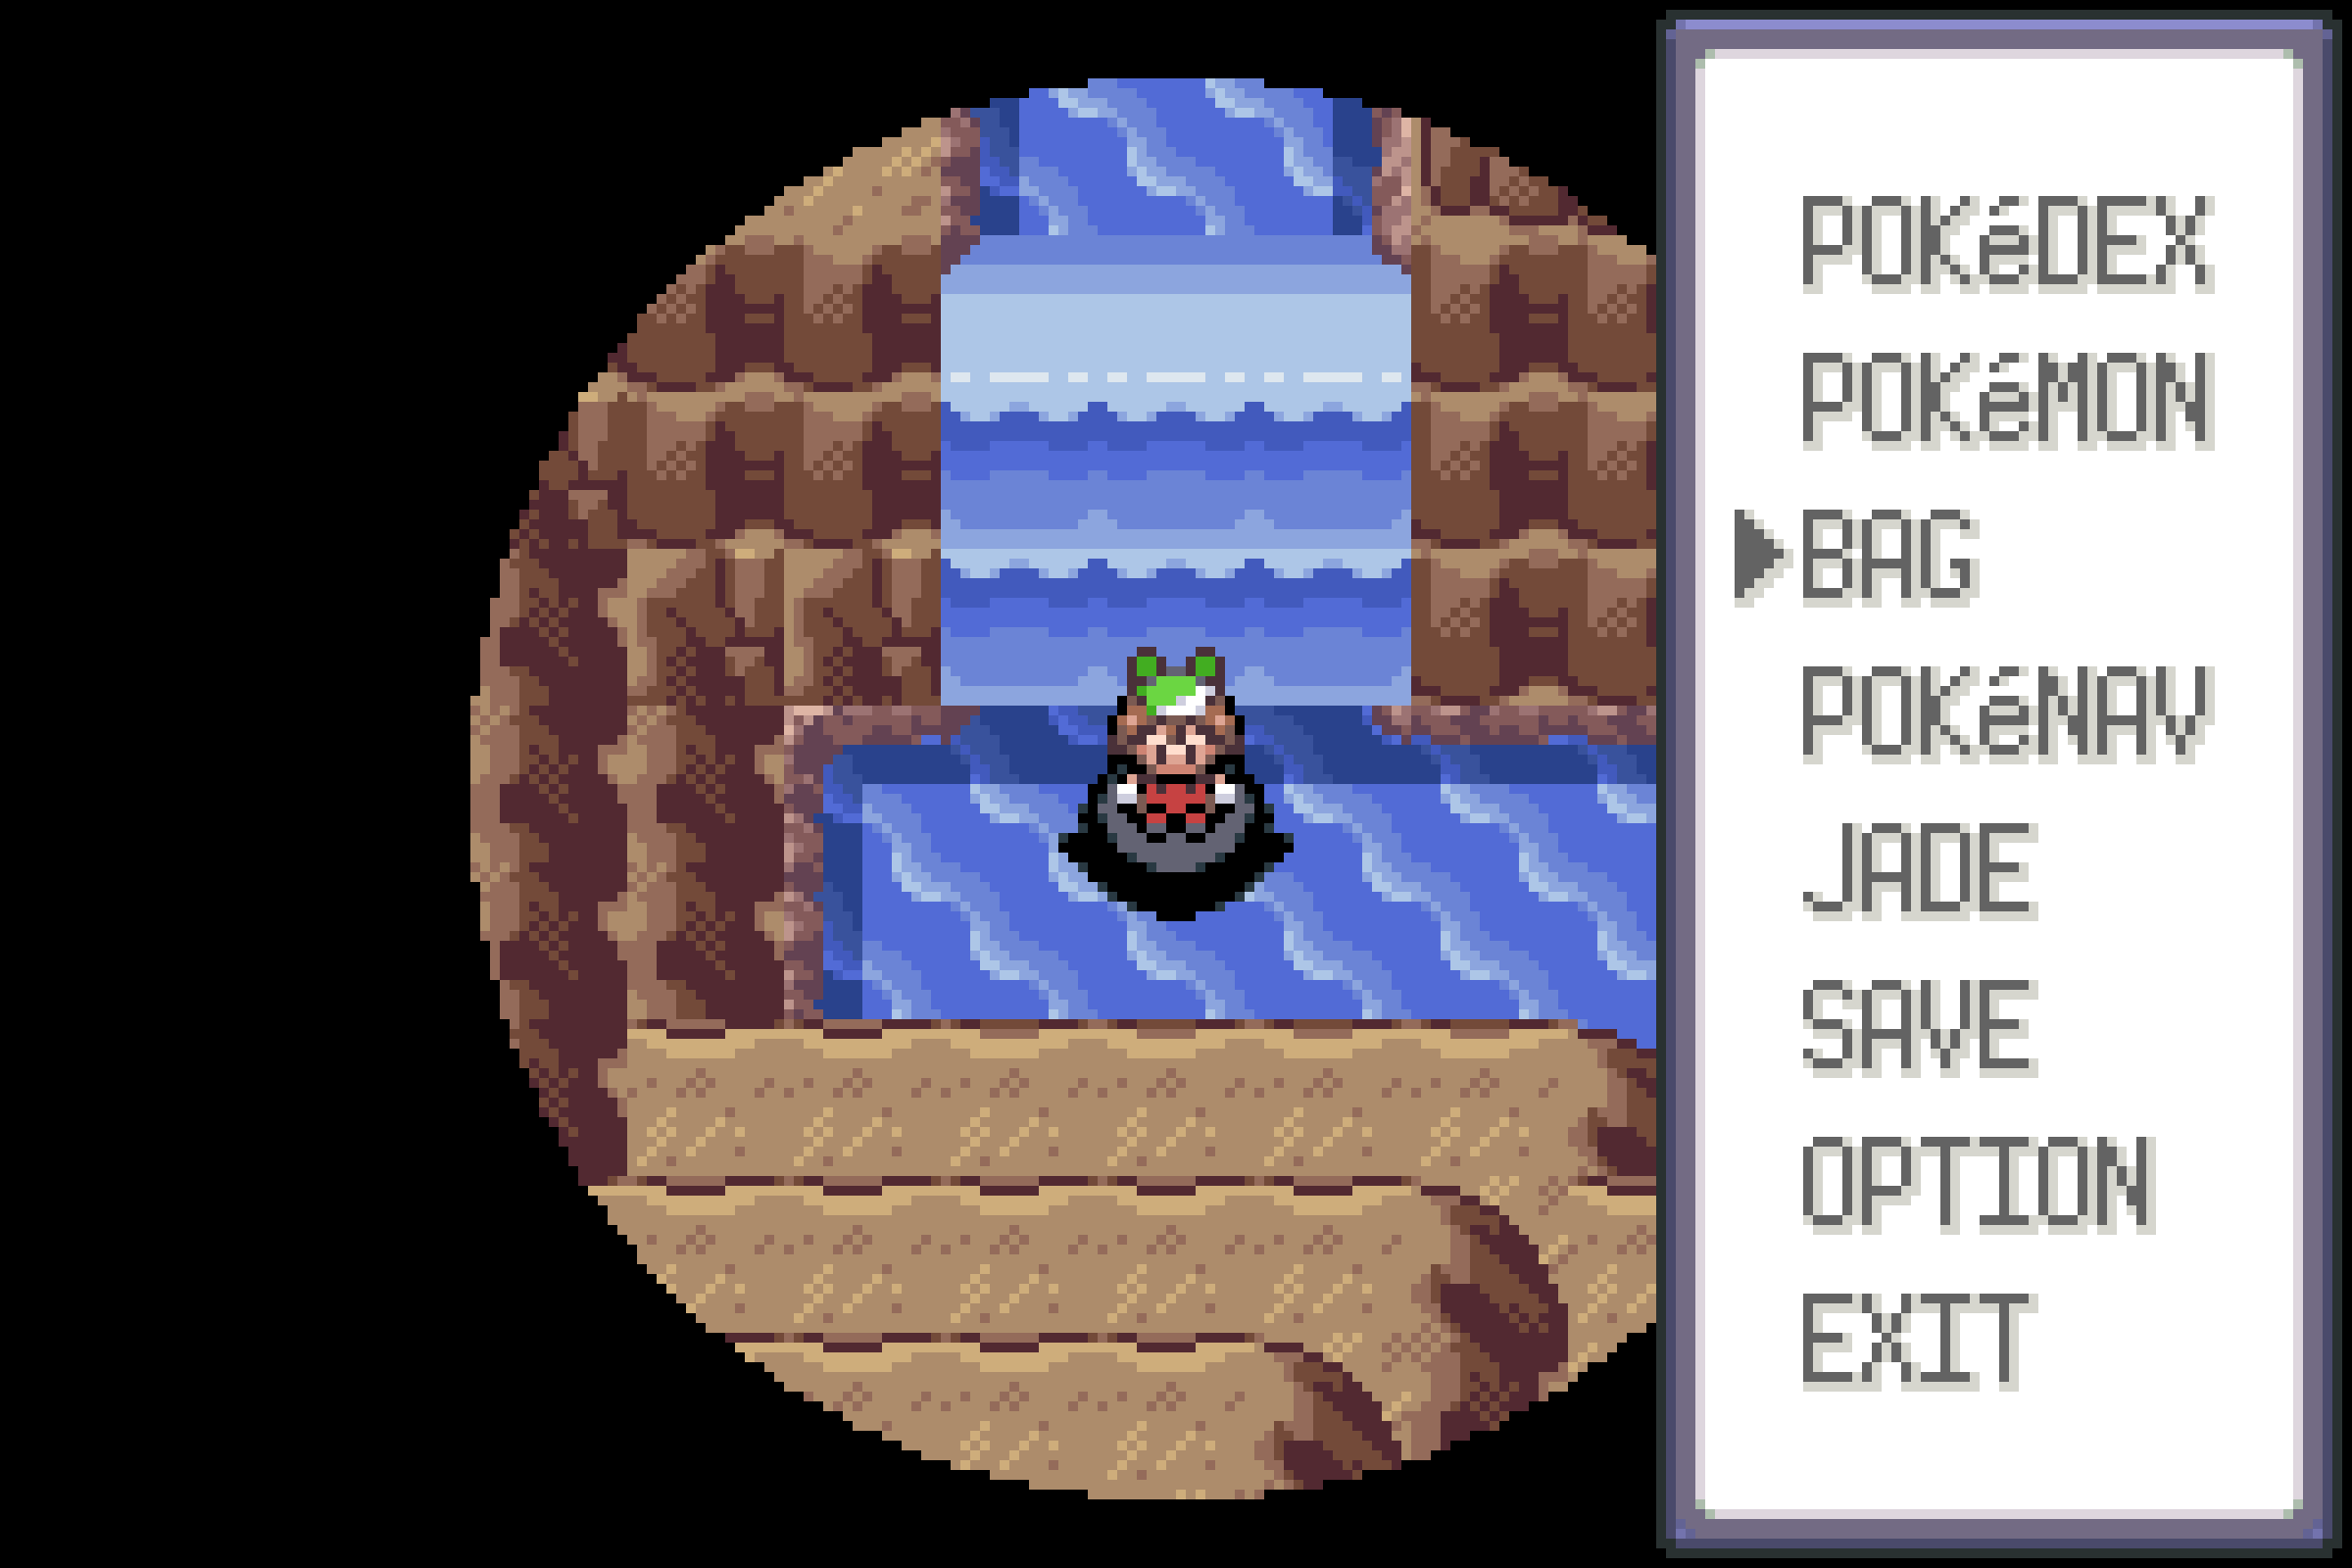 POKéDEX
POKéMON
▶BAG
POKéNAV
JADE
SAVE
OPTION
EXIT